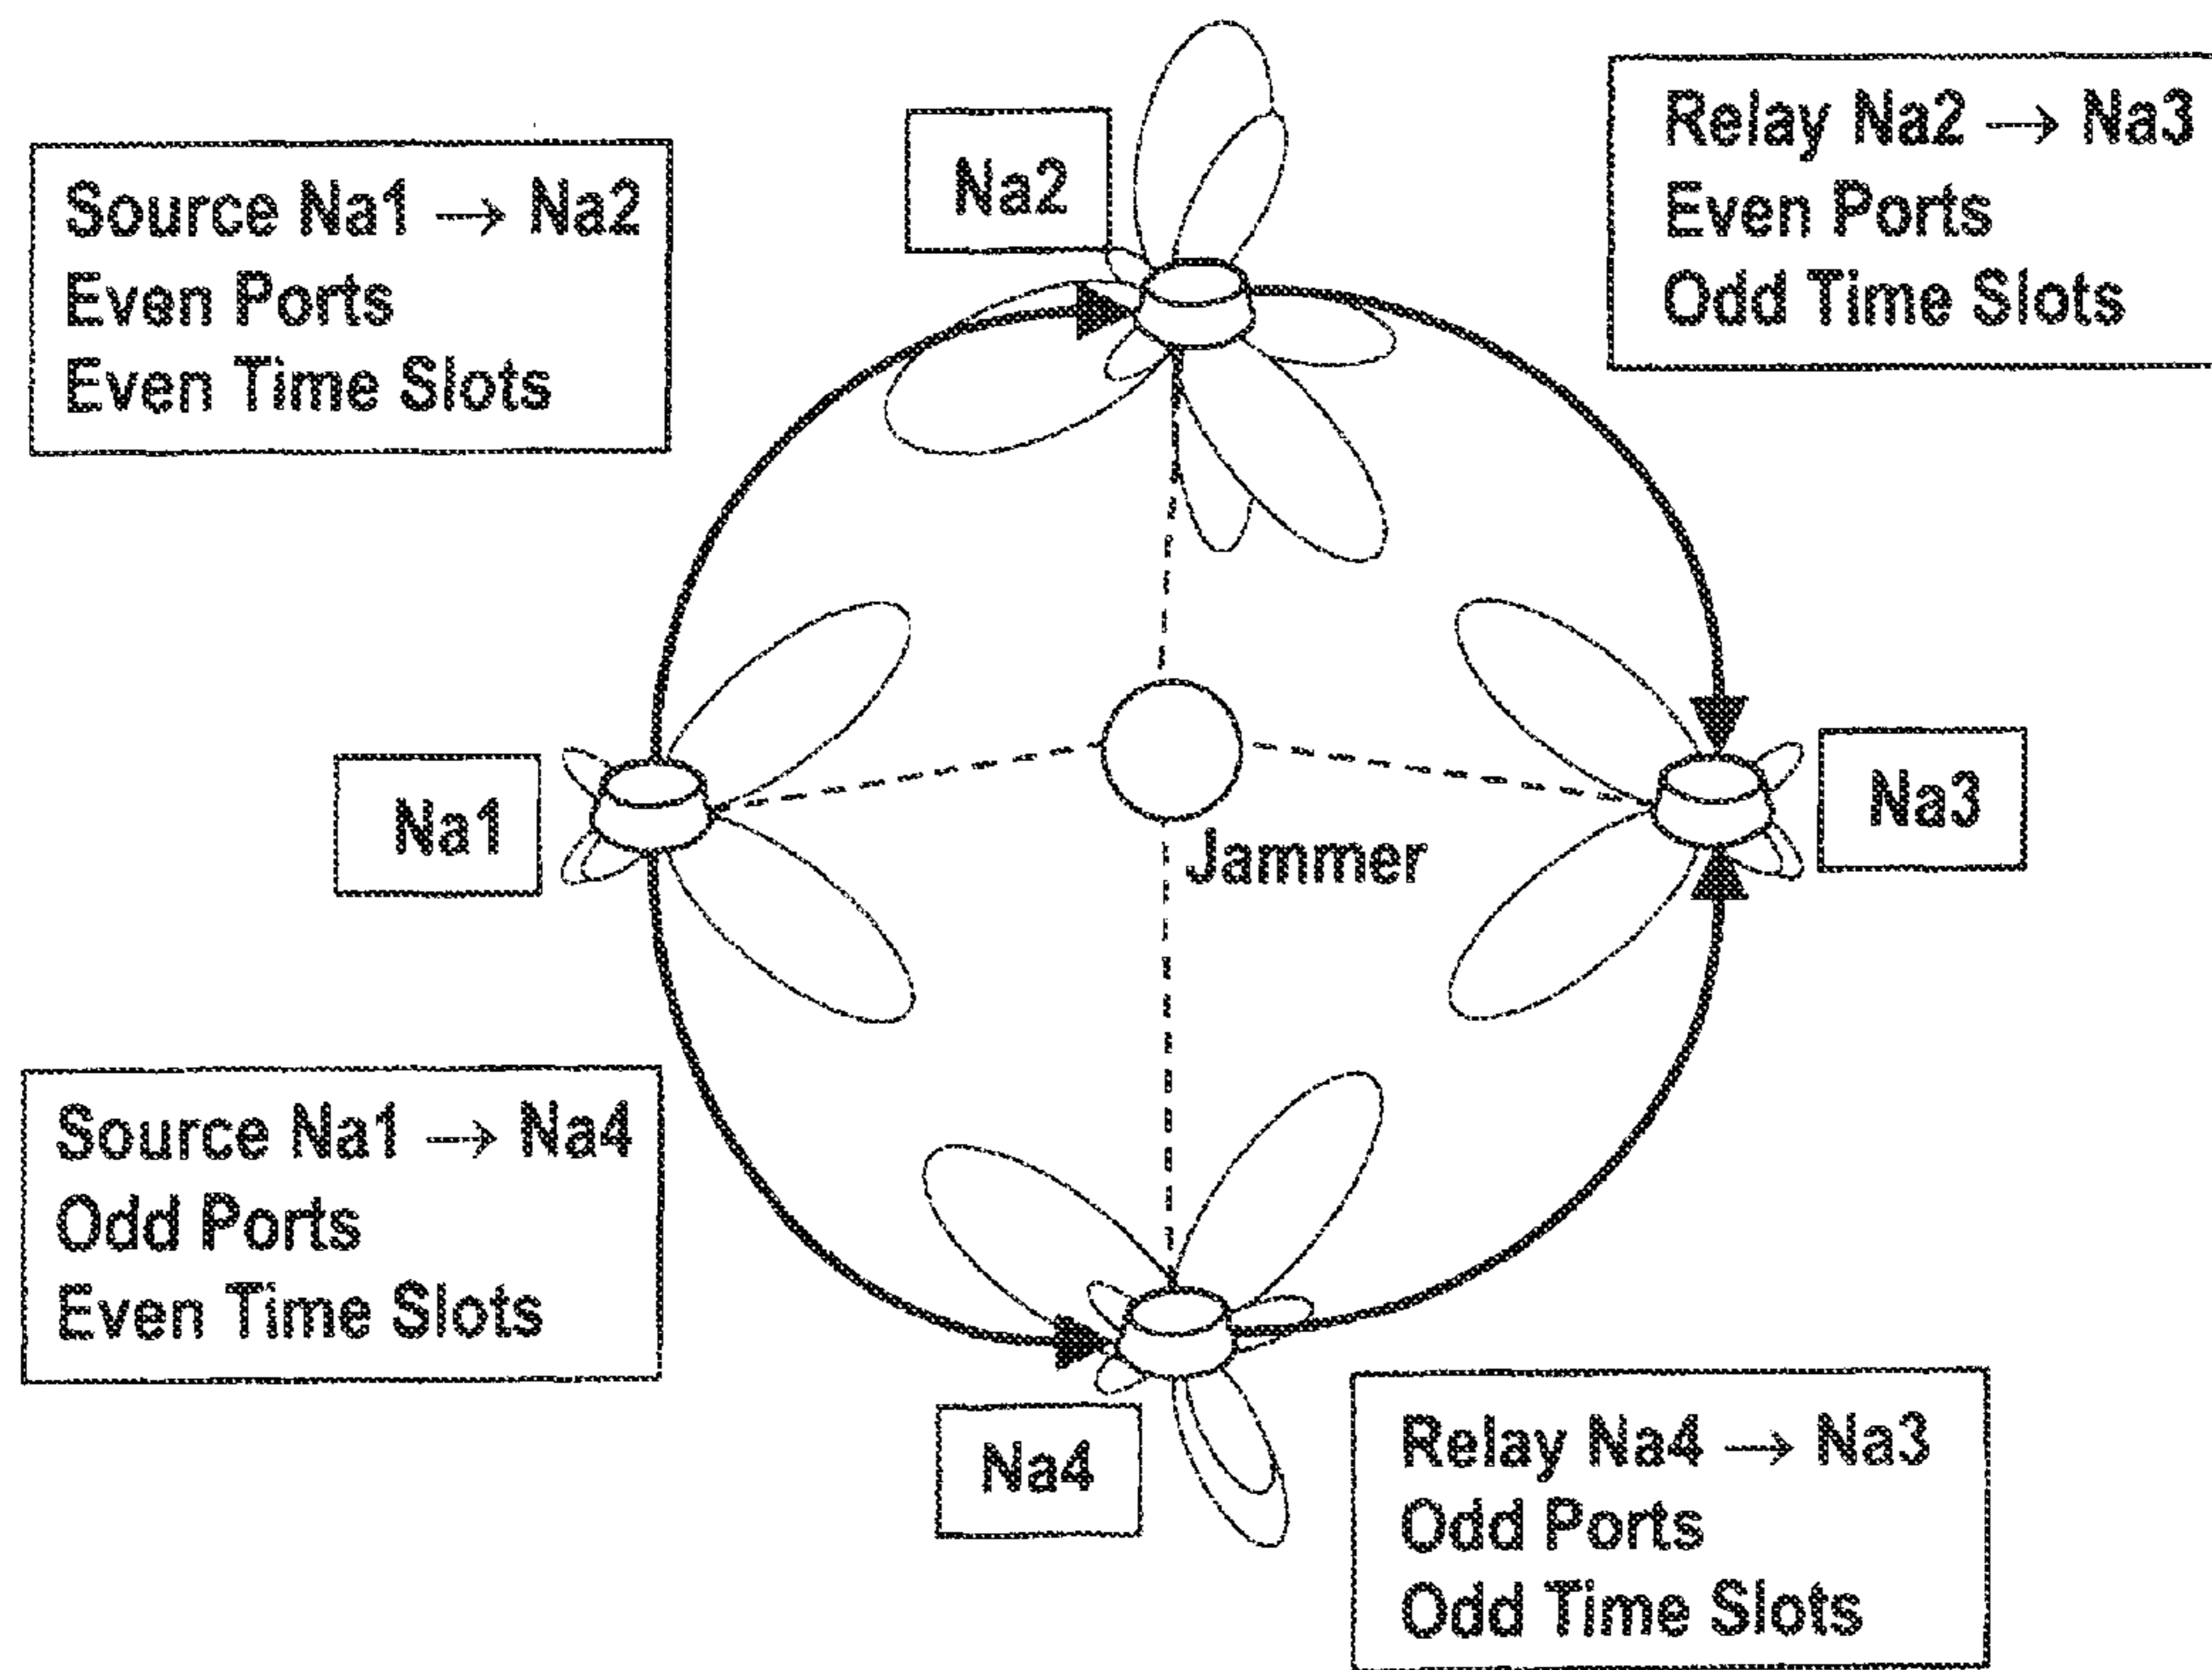 Source Na1 → Na2
Even Ports
Even Time Slots
Na2
Relay Na2 → Na3
Even Ports
Odd Time Slots
Na1
Jammer
Na3
Source Na1 → Na4
Odd Ports
Even Time Slots
Na4
Relay Na4 → Na3
Odd Ports
Odd Time Slots